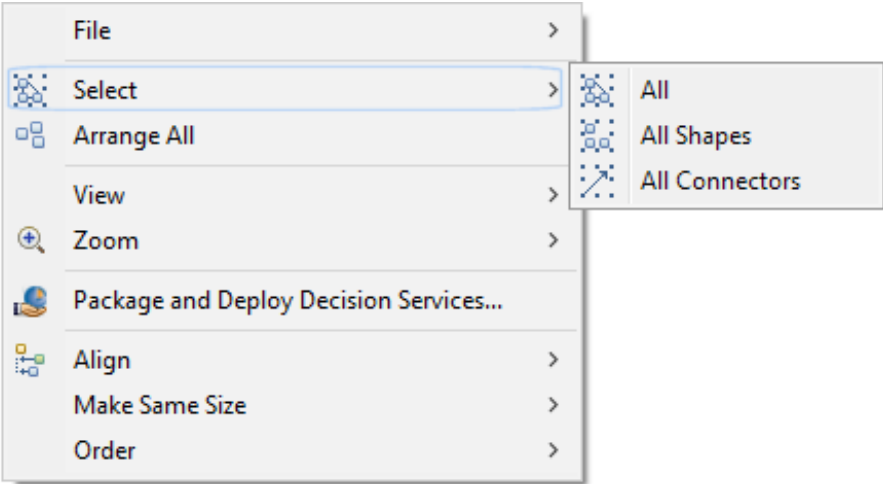 File
Select
Arrange All
View
Zoom
Package and Deploy Decision Services...
Align
Make Same Size
Order
All
All Shapes
All Connectors